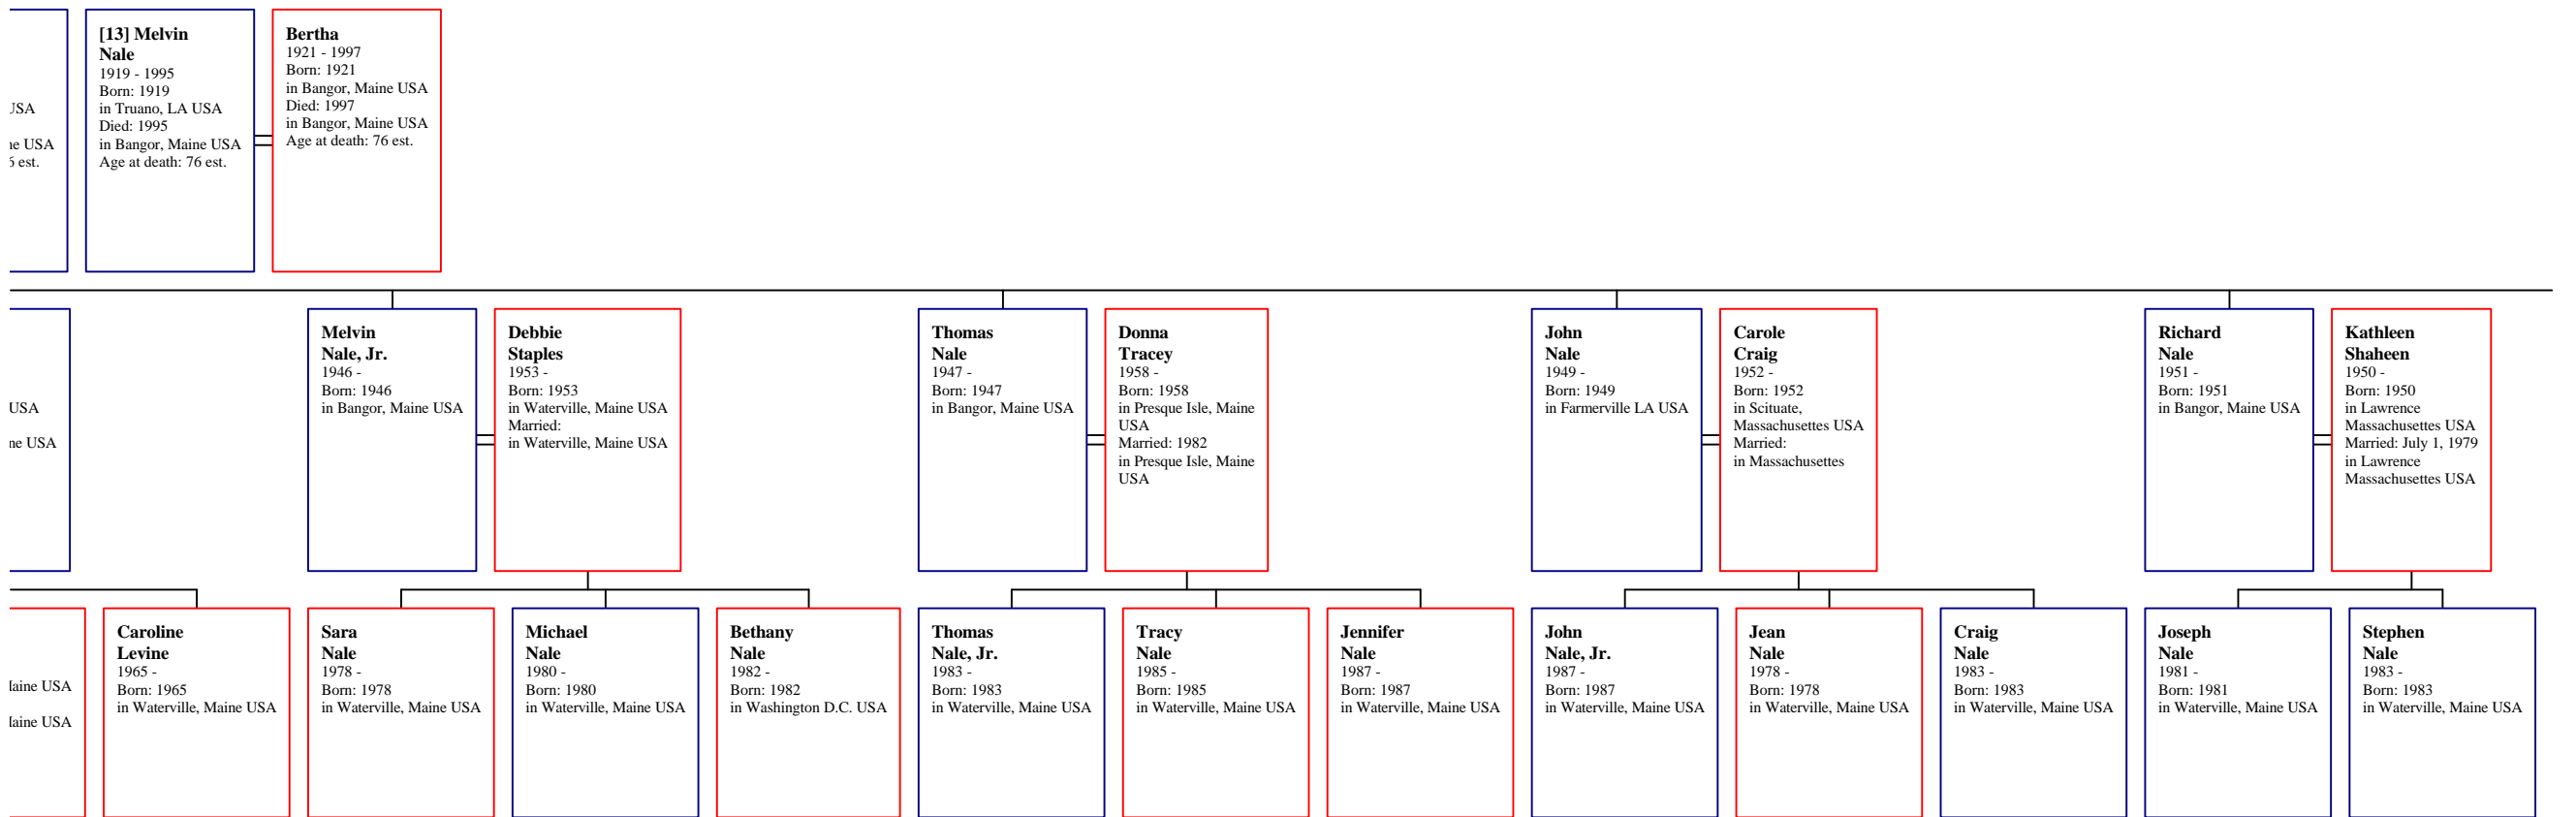 USA
USA
est.
[13] Melvin
Nale
1919 - 1995
Born: 1919
in Truano, LA USA
Died: 1995
in Bangor, Maine USA
Age at death: 76 est.
Bertha
1921 - 1997
Born: 1921
in Bangor, Maine USA
Died: 1997
in Bangor, Maine USA
Age at death: 76 est.
USA
USA
Melvin
Nale, Jr.
1946 -
Born: 1946
in Bangor, Maine USA
Debbie
Staples
1953 -
Born: 1953
in Waterville, Maine USA
Married:
in Waterville, Maine USA
Thomas
Nale
1947 -
Born: 1947
in Bangor, Maine USA
Donna
Tracey
1958 -
Born: 1958
in Presque Isle, Maine
USA
Married: 1982
in Presque Isle, Maine
USA
John
Nale
1949 -
Born: 1949
in Farmerville LA USA
Carole
Craig
1952 -
Born: 1952
in Scituate,
Massachusettes USA
Married:
in Massachusettes
Richard
Nale
1951 -
Born: 1951
in Bangor, Maine USA
Kathleen
Shaheen
1950 -
Born: 1950
in Lawrence
Massachusettes USA
Married: July 1, 1979
in Lawrence
Massachusettes USA
USA
USA
Caroline
Levine
1965 -
Born: 1965
in Waterville, Maine USA
Sara
Nale
1978 -
Born: 1978
in Waterville, Maine USA
Michael
Nale
1980 -
Born: 1980
in Waterville, Maine USA
Bethany
Nale
1982 -
Born: 1982
in Washington D.C. USA
Thomas
Nale, Jr.
1983 -
Born: 1983
in Waterville, Maine USA
Tracy
Nale
1985 -
Born: 1985
in Waterville, Maine USA
Jennifer
Nale
1987 -
Born: 1987
in Waterville, Maine USA
John
Nale, Jr.
1987 -
Born: 1987
in Waterville, Maine USA
Jean
Nale
1978 -
Born: 1978
in Waterville, Maine USA
Craig
Nale
1983 -
Born: 1983
in Waterville, Maine USA
Joseph
Nale
1981 -
Born: 1981
in Waterville, Maine USA
Stephen
Nale
1983 -
Born: 1983
in Waterville, Maine USA